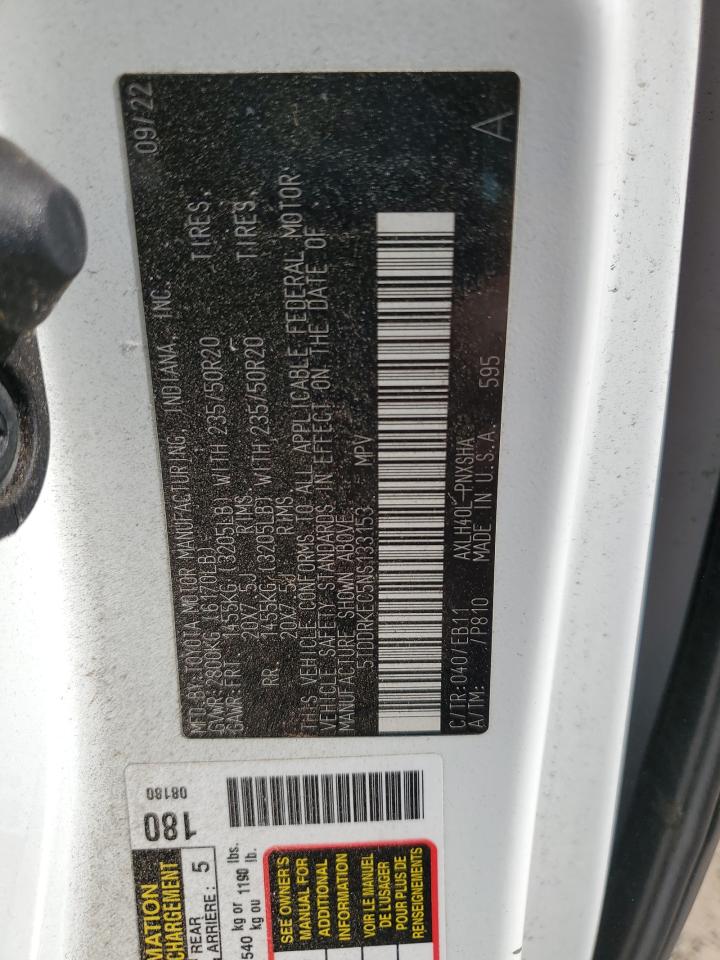 MFD.BY:TOYOTA MOTOR MANUFACTURING, INDIANA, INC. 09/22
GVWR: 2800KG (6170LB)
GAWR:FRT. 1455KG (3205LB) WITH 235/50R20 TIRES,
20X7.5J RIMS
RR. 1455KG (3205LB) WITH 235/50R20 TIRES,
20X7.5J RIMS
THIS VEHICLE CONFORMS TO ALL APPLICABLE FEDERAL MOTOR
VEHICLE SAFETY STANDARDS IN EFFECT ON THE DATE OF
MANUFACTURE SHOWN ABOVE.
5TDDRKEC5NS133153 MPV
C/TR:040/EB11 AXLH40L-PNXSHA
A/TM: /P810 MADE IN U.S.A. 595 A
08180
180
MATION
CHARGEMENT
REAR
ARRIÈRE : 5
540 kg or 1190 lbs.
kg ou lb.
SEE OWNER'S
MANUAL FOR
ADDITIONAL
INFORMATION
VOIR LE MANUEL
DE L'USAGER
POUR PLUS DE
RENSEIGNEMENTS